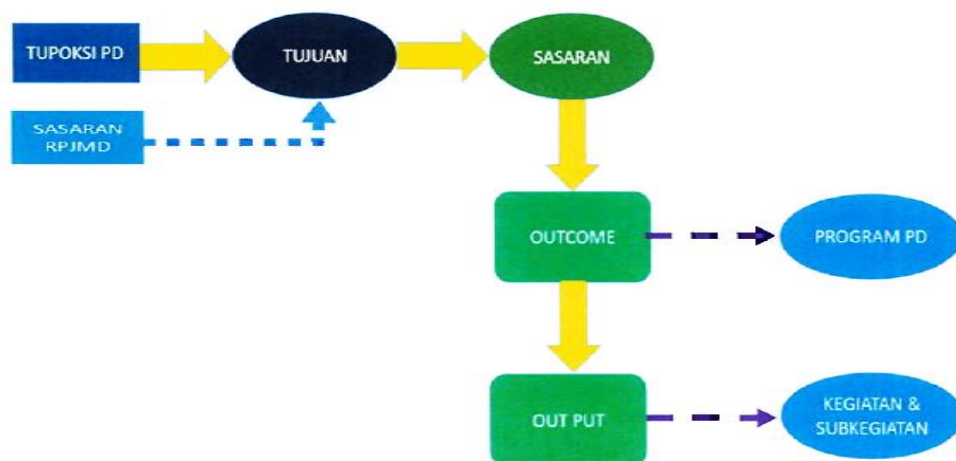 TUPOKSI PD
TUJUAN
SASARAN
SASARAN
RPJMD
OUTCOME
PROGRAM PD
OUT PUT
KEGIATAN &
SUBKEGIATAN